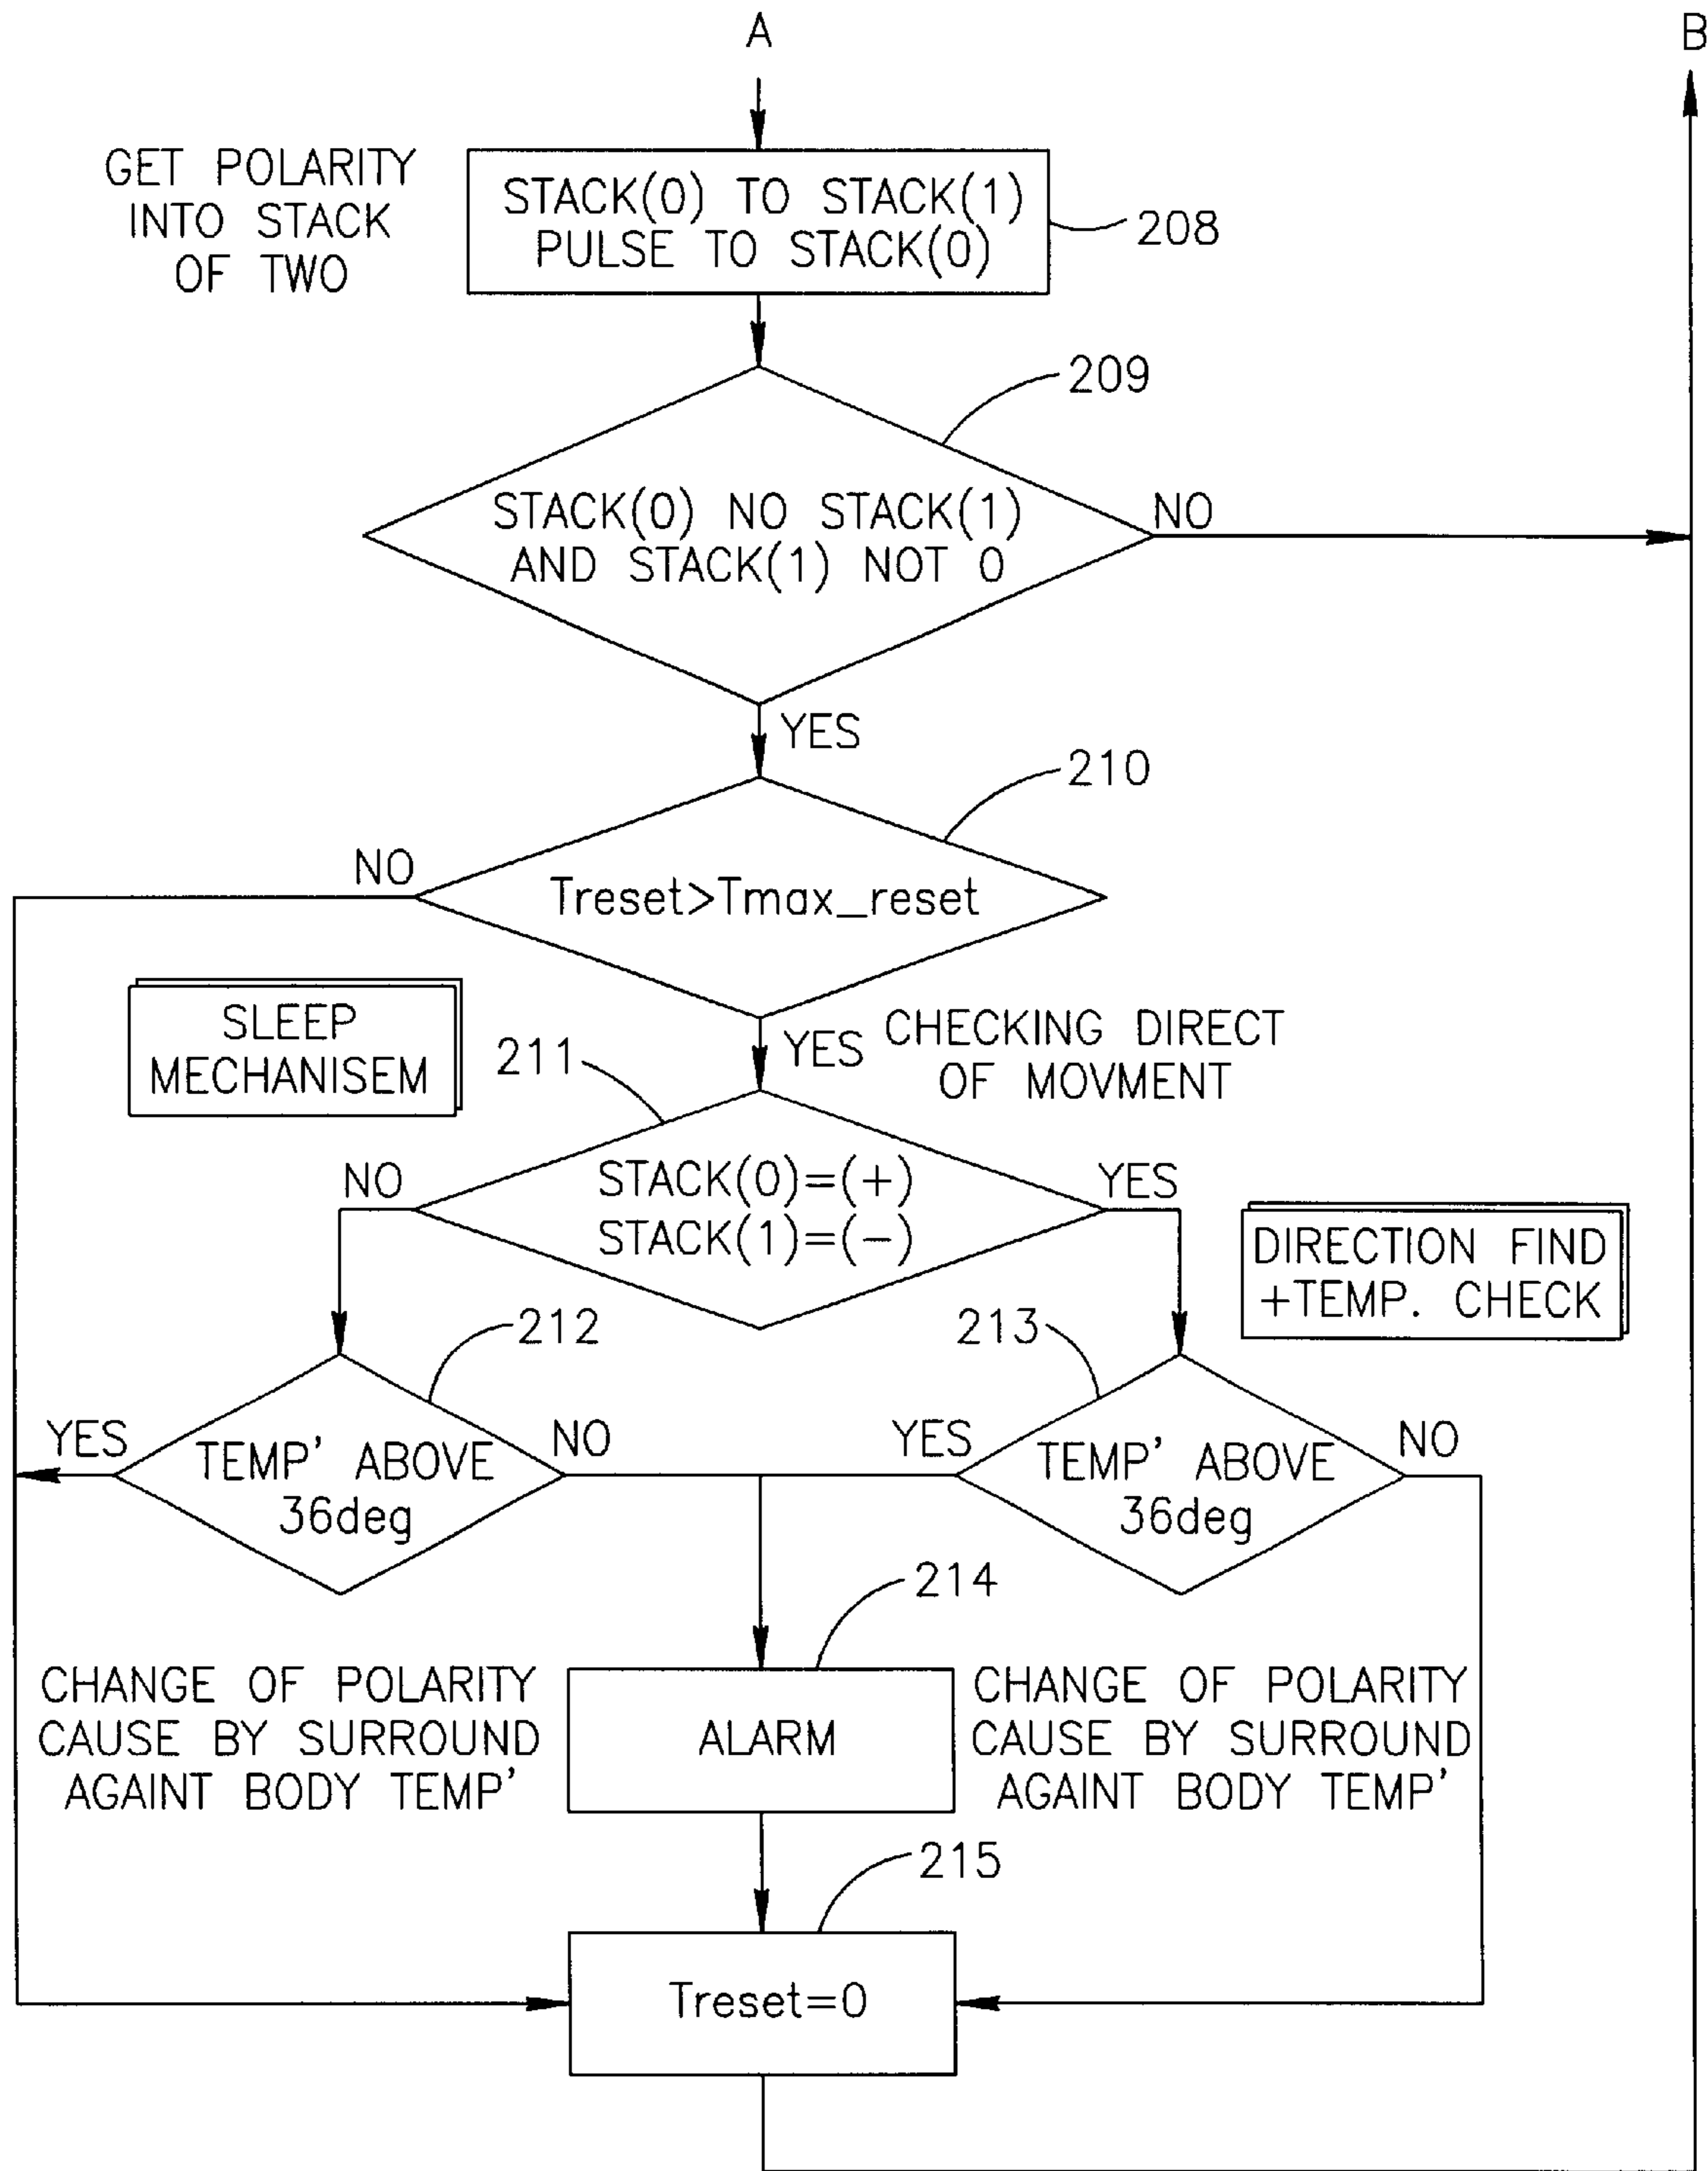 A
B
GET POLARITY
INTO STACK
OF TWO
STACK(0) TO STACK(1)
PULSE TO STACK(0)
208
209
STACK(0) NO STACK(1)
AND STACK(1) NOT 0
NO
YES
210
NO
Treset>Tmax_reset
SLEEP
MECHANISEM
211
YES
CHECKING DIRECT
OF MOVMENT
NO
STACK(0)=(+)
STACK(1)=(-)
YES
DIRECTION FIND
+TEMP. CHECK
212
213
YES
TEMP' ABOVE
36deg
NO
YES
TEMP' ABOVE
36deg
NO
214
CHANGE OF POLARITY
CAUSE BY SURROUND
AGAINT BODY TEMP'
ALARM
CHANGE OF POLARITY
CAUSE BY SURROUND
AGAINT BODY TEMP'
215
Treset=0